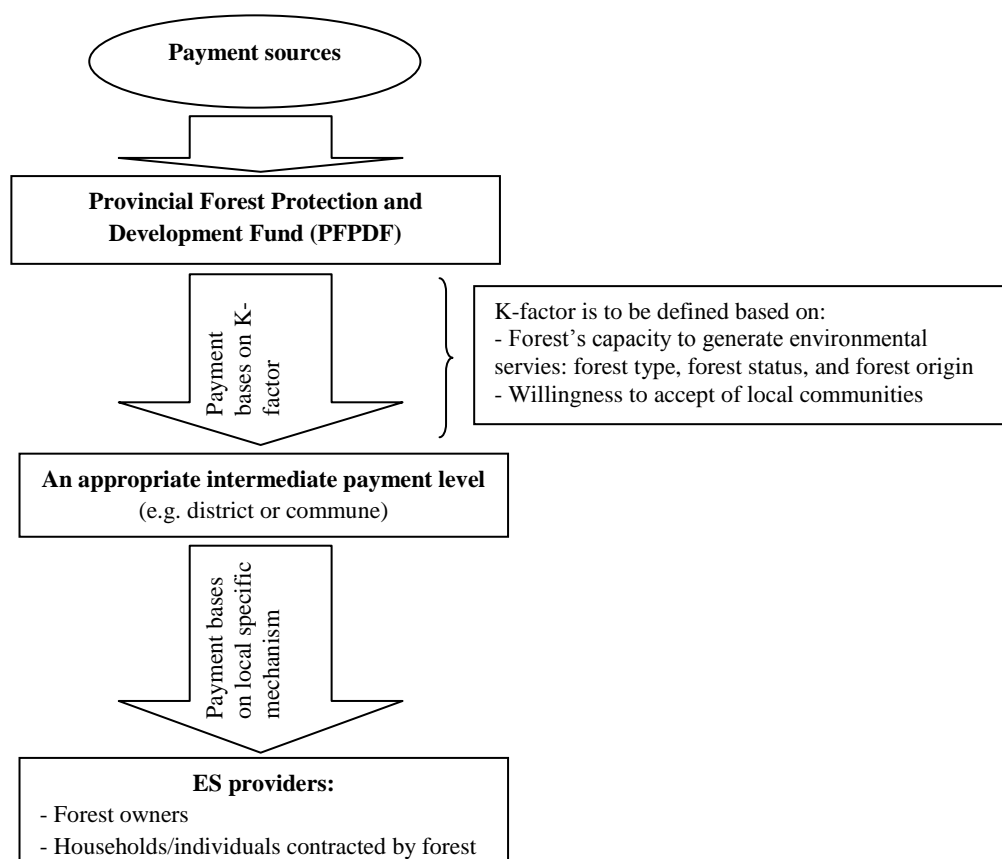 Payment sources
Provincial Forest Protection and
Development Fund (PFPDF)
Payment
bases on K-
factor
K-factor is to be defined based on:
- Forest's capacity to generate environmental
servies: forest type, forest status, and forest origin
- Willingness to accept of local communities
An appropriate intermediate payment level
(e.g. district or commune)
Payment bases
on local specific
mechanism
ES providers:
- Forest owners
- Households/individuals contracted by forest